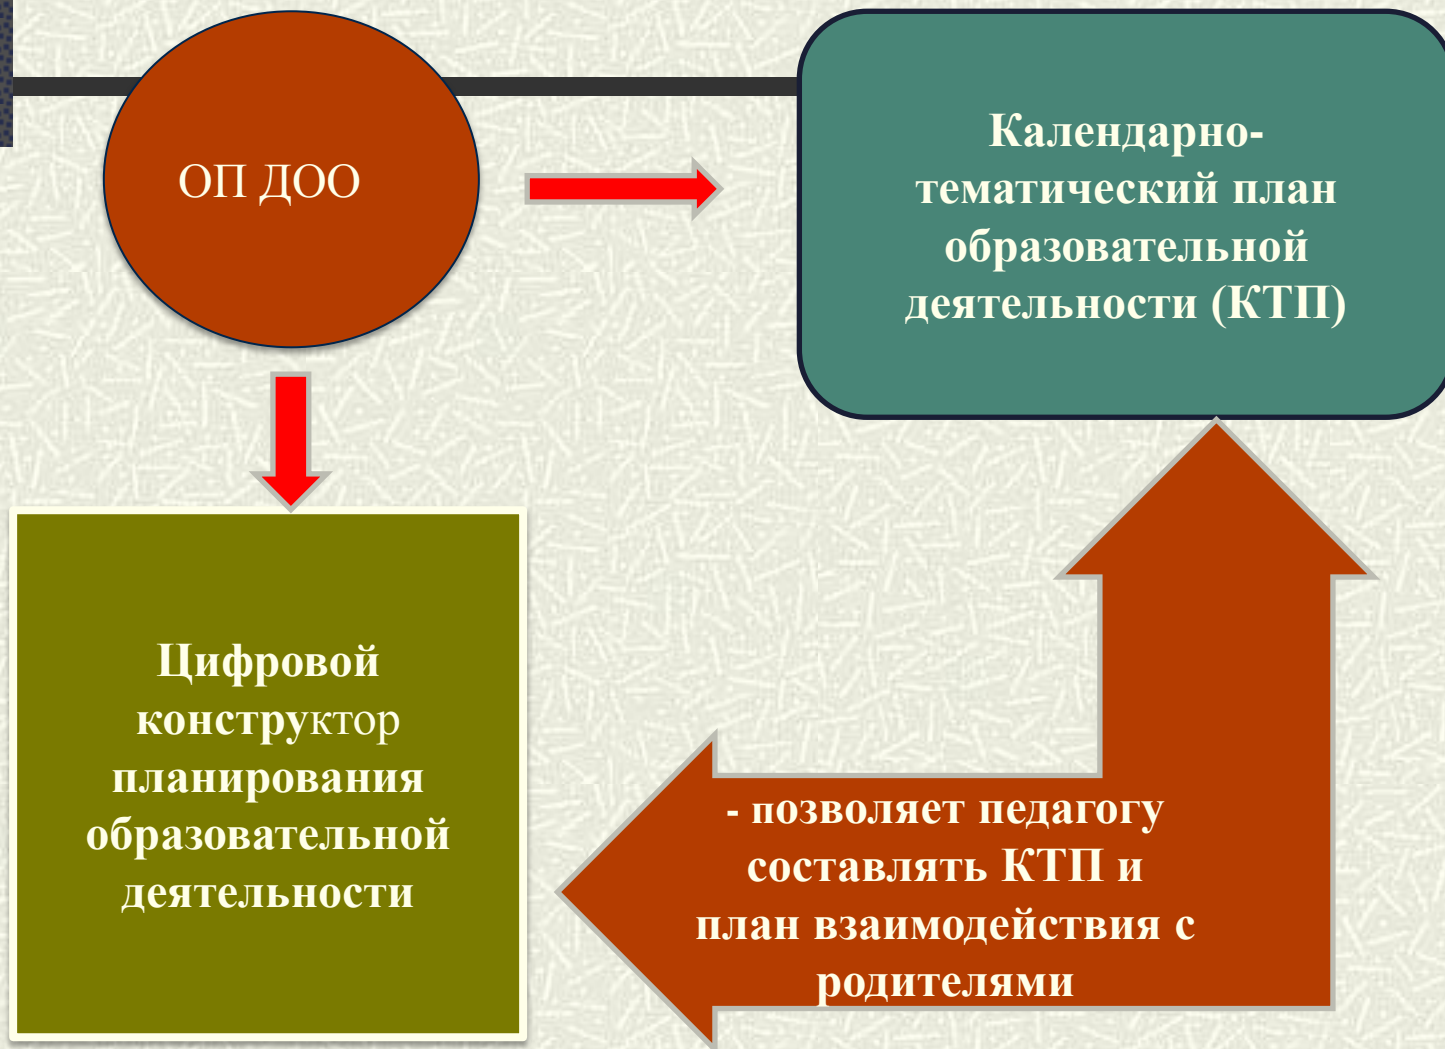 ОП ДОО
Календарно-
тематический план
образовательной
деятельности (КТП)
Цифровой
конструктор
планирования
образовательной
деятельности
- позволяет педагогу
составлять КТП и
план взаимодействия с
родителями